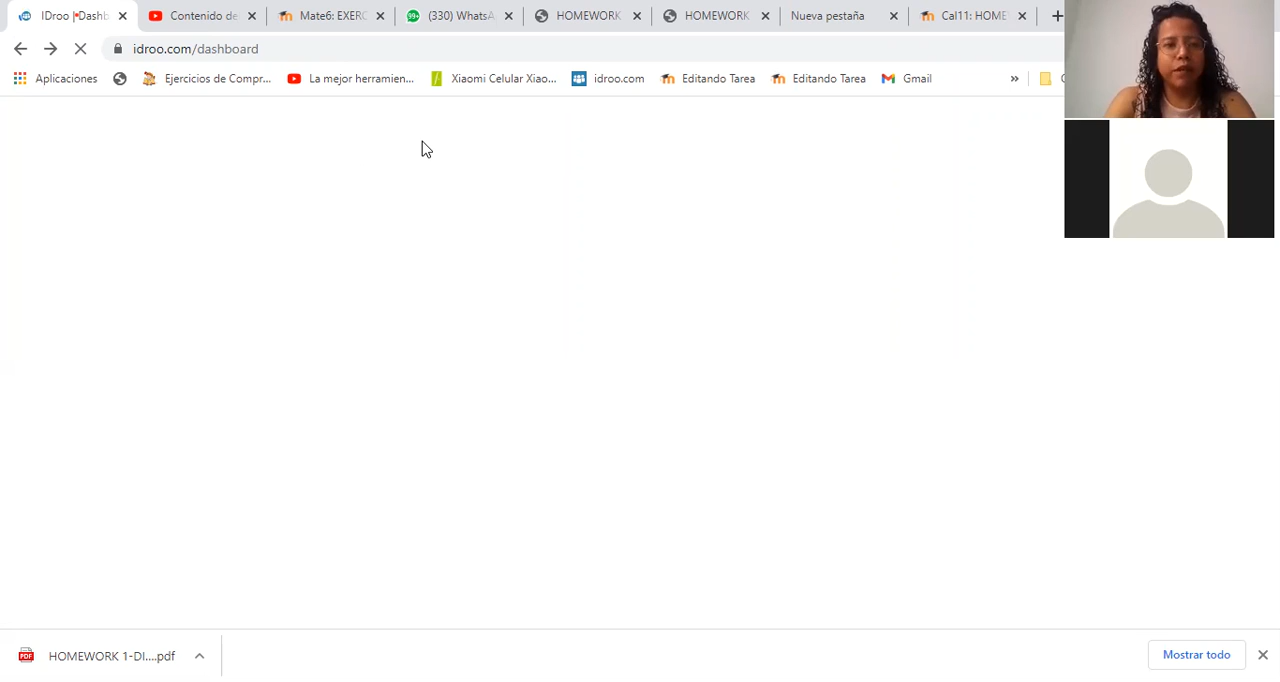 IDroo |•Dashb
Contenido de
Mate6: EXERC
(330) WhatsA
HOMEWORK
HOMEWORK
Nueva pestaña
Cal11: HOME
idroo.com/dashboard
Aplicaciones
Ejercicios de Compr...
La mejor herramien...
Xiaomi Celular Xiao...
idroo.com
Editando Tarea
Editando Tarea
Gmail
»
HOMEWORK 1-DI....pdf
Mostrar todo